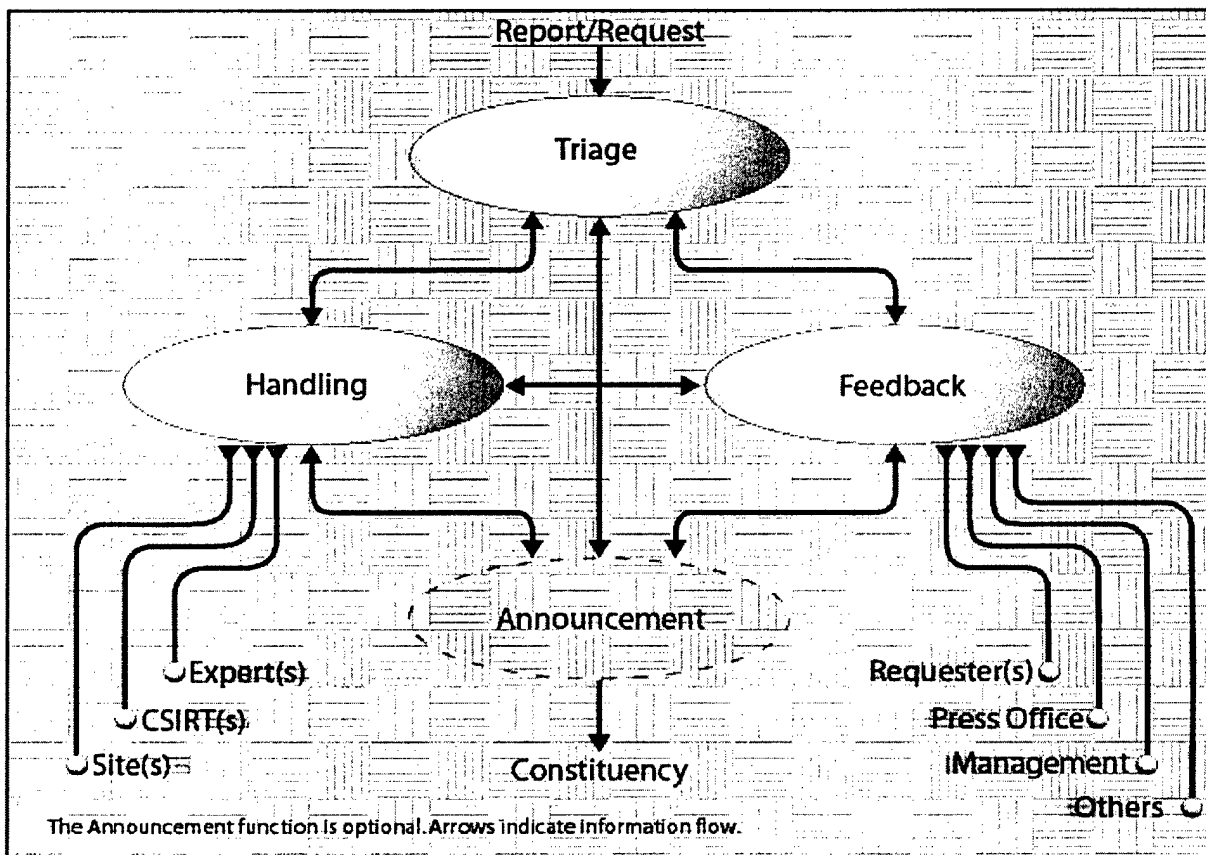 Report/Request
Triage
Handling
Feedback
Announcement
Expert(s)
Requester(s)
CSIRT(s)
Press Office
Site(s)
Constituency
Management
Others
The Announcement function is optional. Arrows indicate information flow.